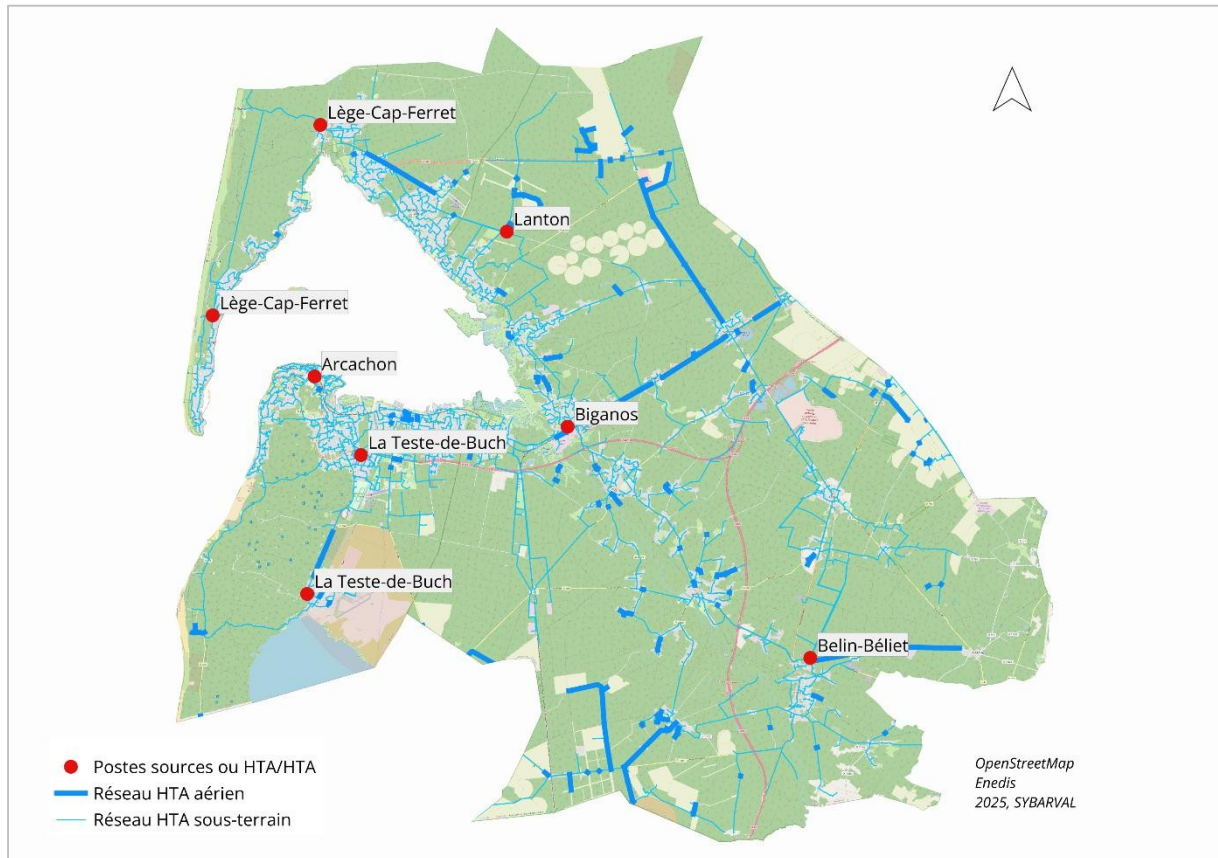 Lège-Cap-Ferret
Lanton
Lège-Cap-Ferret
Arcachon
Biganos
La Teste-de-Buch
La Teste-de-Buch
Belin-Béliet
Postes sources ou HTA/HTA
Réseau HTA aérien
Réseau HTA sous-terrain
OpenStreetMap
Enedis
2025, SYBARVAL